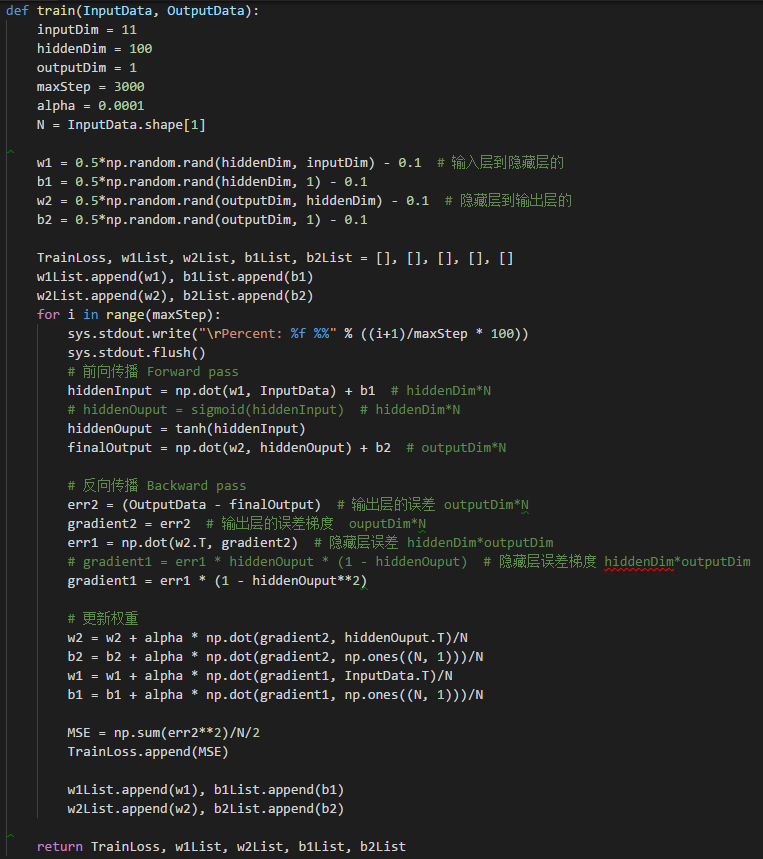 def train(InputData, OutputData):
    inputDim = 11
    hiddenDim = 100
    outputDim = 1
    maxStep = 3000
    alpha = 0.0001
    N = InputData.shape[1]

    w1 = 0.5*np.random.rand(hiddenDim, inputDim) - 0.1  # 输入层到隐藏层的
    b1 = 0.5*np.random.rand(hiddenDim, 1) - 0.1
    w2 = 0.5*np.random.rand(outputDim, hiddenDim) - 0.1  # 隐藏层到输出层的
    b2 = 0.5*np.random.rand(outputDim, 1) - 0.1

    TrainLoss, w1List, w2List, b1List, b2List = [], [], [], [], []
    w1List.append(w1), b1List.append(b1)
    w2List.append(w2), b2List.append(b2)
    for i in range(maxStep):
        sys.stdout.write("\rPercent: %f %%" % ((i+1)/maxStep * 100))
        sys.stdout.flush()
        # 前向传播 Forward pass
        hiddenInput = np.dot(w1, InputData) + b1  # hiddenDim*N
        # hiddenOuput = sigmoid(hiddenInput)  # hiddenDim*N
        hiddenOuput = tanh(hiddenInput)
        finalOutput = np.dot(w2, hiddenOuput) + b2  # outputDim*N

        # 反向传播 Backward pass
        err2 = (OutputData - finalOutput)  # 输出层的误差 outputDim*N
        gradient2 = err2  # 输出层的误差梯度  ouputDim*N
        err1 = np.dot(w2.T, gradient2)  # 隐藏层误差 hiddenDim*outputDim
        # gradient1 = err1 * hiddenOuput * (1 - hiddenOuput)  # 隐藏层误差梯度 hiddenDim*outputDim
        gradient1 = err1 * (1 - hiddenOuput**2)

        # 更新权重
        w2 = w2 + alpha * np.dot(gradient2, hiddenOuput.T)/N
        b2 = b2 + alpha * np.dot(gradient2, np.ones((N, 1)))/N
        w1 = w1 + alpha * np.dot(gradient1, InputData.T)/N
        b1 = b1 + alpha * np.dot(gradient1, np.ones((N, 1)))/N

        MSE = np.sum(err2**2)/N/2
        TrainLoss.append(MSE)

        w1List.append(w1), b1List.append(b1)
        w2List.append(w2), b2List.append(b2)

    return TrainLoss, w1List, w2List, b1List, b2List